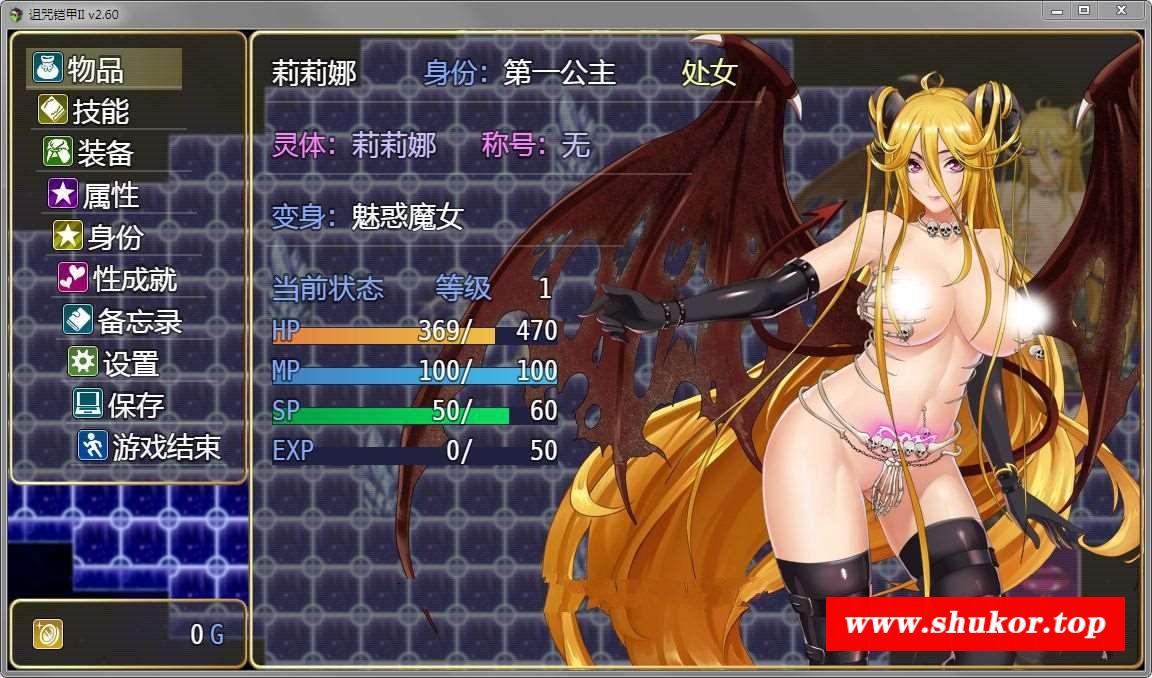 诅咒铠甲II v2.60
物品
技能
装备
属性
身份
性成就
备忘录
设置
保存
游戏结束
0 G
莉莉娜 身份: 第一公主 处女
灵体: 莉莉娜 称号: 无
变身: 魅惑魔女
当前状态 等级 1
HP 369/ 470
MP 100/ 100
SP 50/ 60
EXP 0/ 50
www.shukor.top